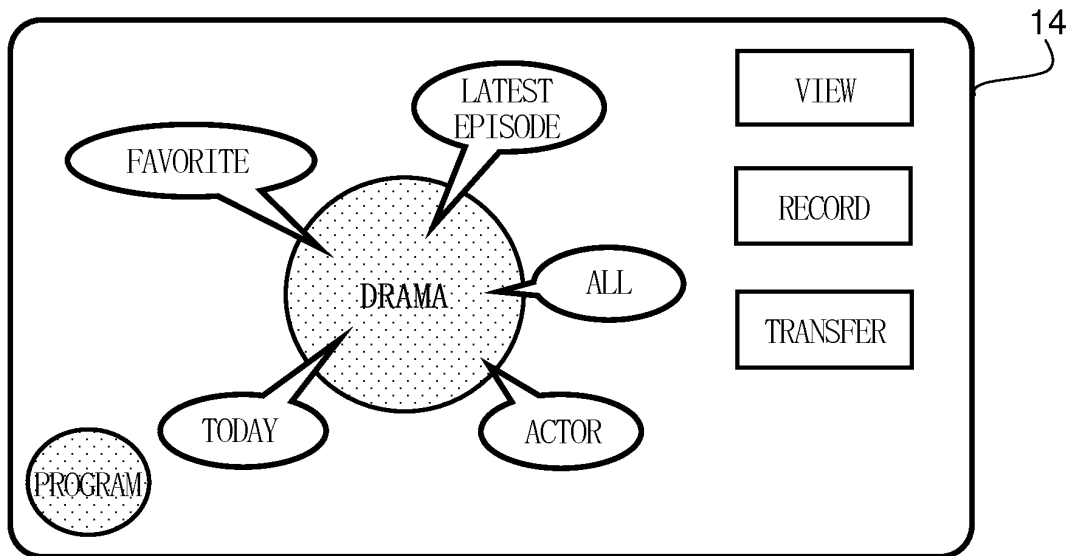 14
LATEST
EPISODE
VIEW
FAVORITE
RECORD
DRAMA
ALL
TRANSFER
TODAY
ACTOR
PROGRAM